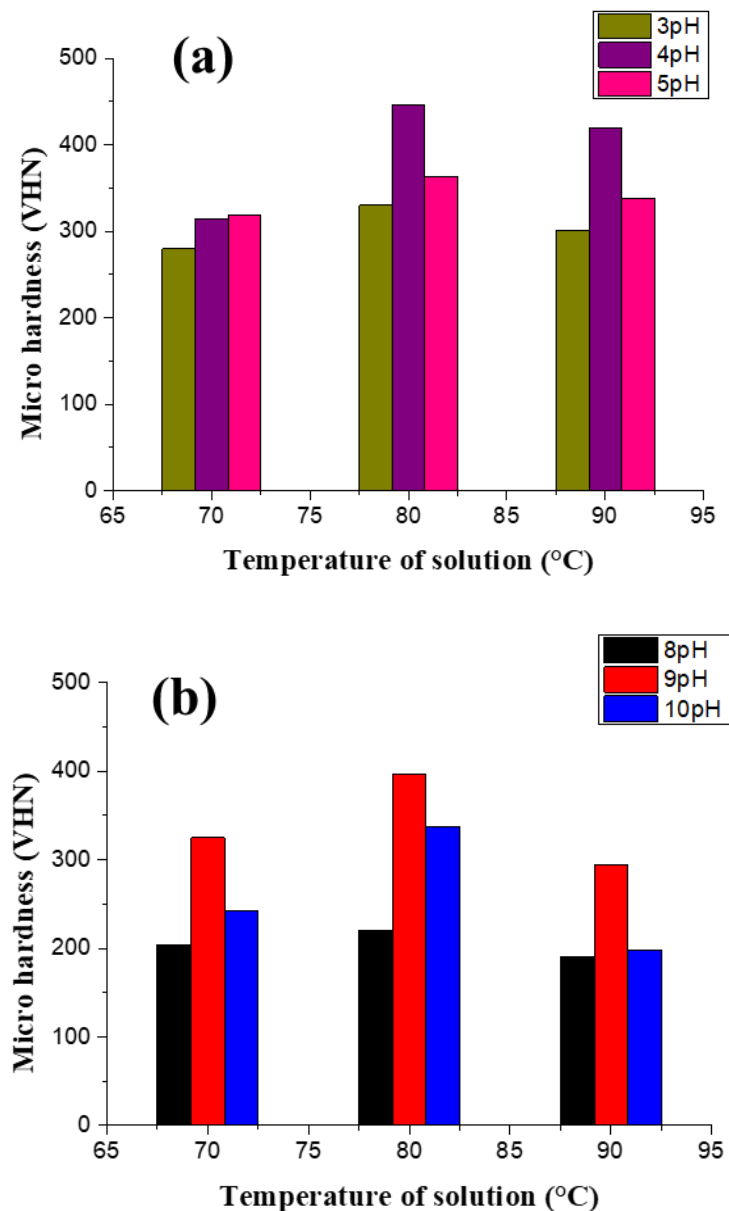 (a)
3pH
4pH
5pH
500
400
300
200
100
0
65 70 75 80 85 90 95
Micro hardness (VHN)
Temperature of solution (°C)
(b)
8pH
9pH
10pH
500
400
300
200
100
0
65 70 75 80 85 90 95
Micro hardness (VHN)
Temperature of solution (°C)